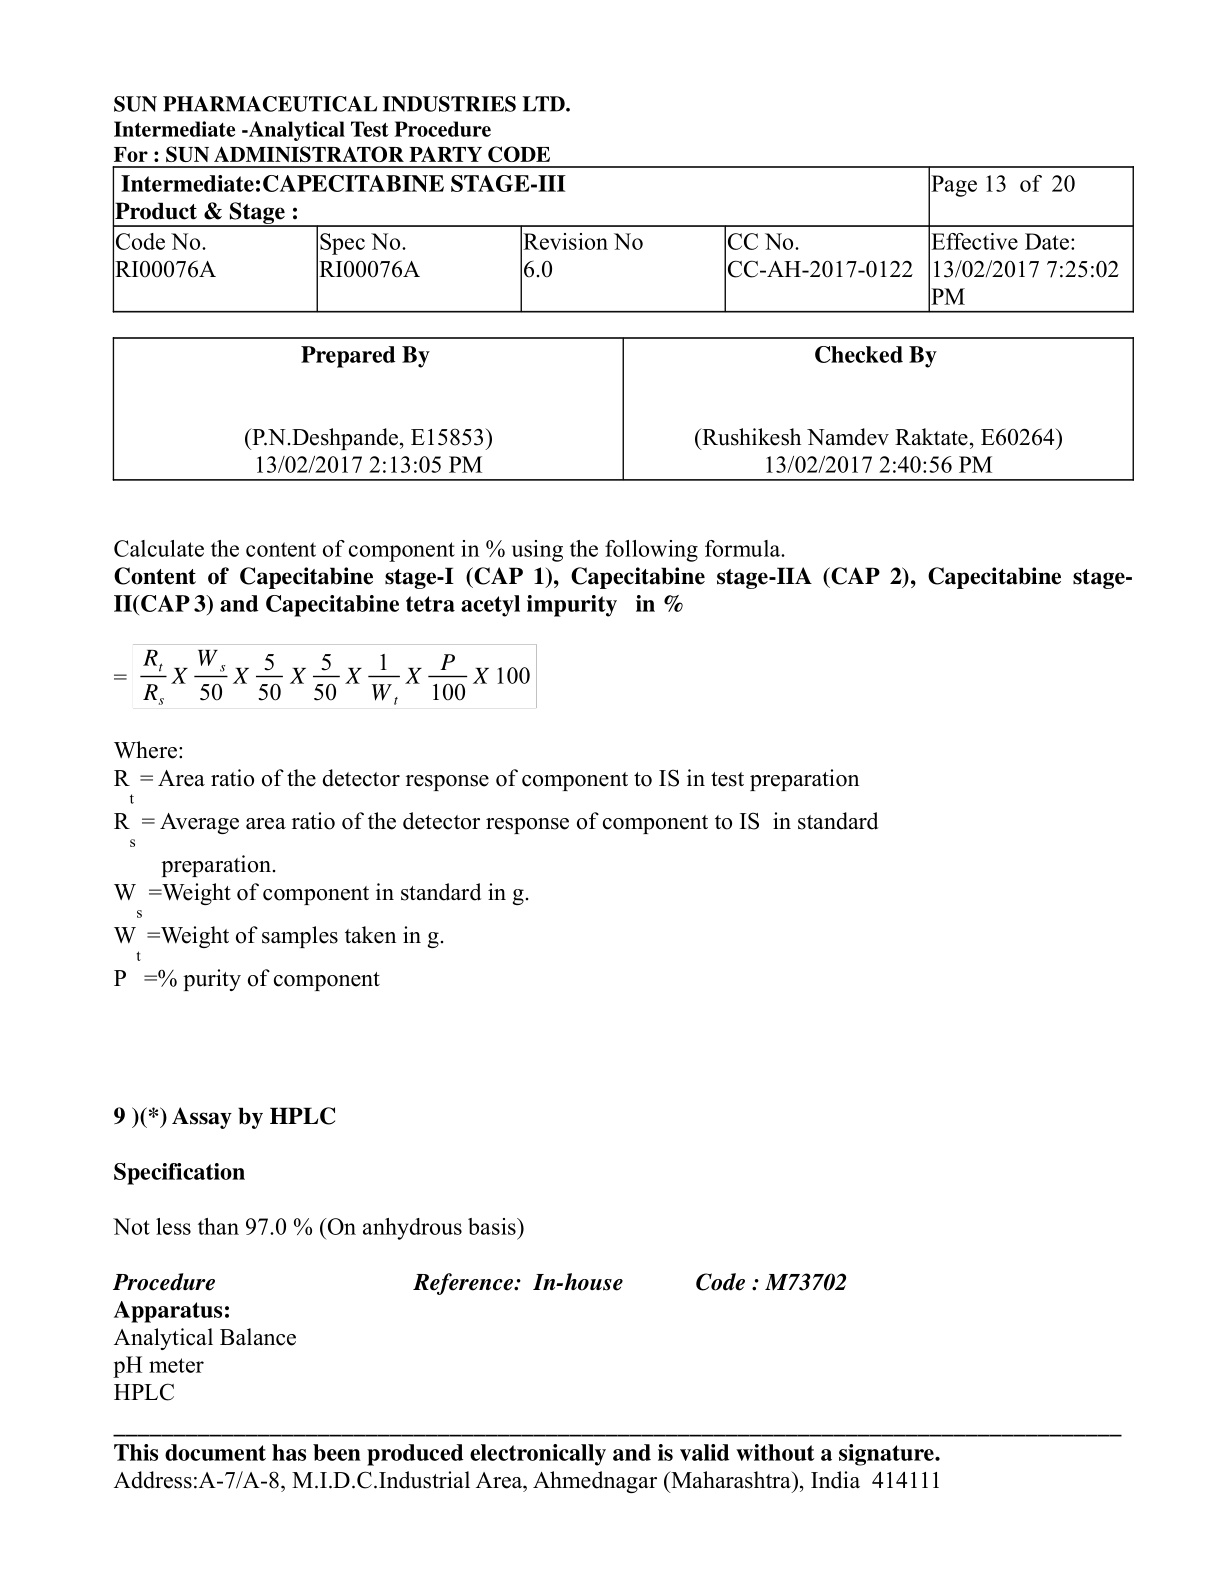 SUN PHARMACEUTICAL INDUSTRIES LTD.
Intermediate -Analytical Test Procedure
For : SUN ADMINISTRATOR PARTY CODE
Intermediate:CAPECITABINE STAGE-III
Product & Stage :
Page 13 of 20
Code No.
RI00076A
Spec No.
RI00076A
Revision No
6.0
CC No.
CC-AH-2017-0122
Effective Date:
13/02/2017 7:25:02
PM
Prepared By
(P.N.Deshpande, E15853)
13/02/2017 2:13:05 PM
Checked By
(Rushikesh Namdev Raktate, E60264)
13/02/2017 2:40:56 PM
Calculate the content of component in % using the following formula.
Content of Capecitabine stage-I (CAP 1), Capecitabine stage-IIA (CAP 2), Capecitabine stage-
II(CAP 3) and Capecitabine tetra acetyl impurity in %
= R_t/R_s X W_s/50 X 5/50 X 5/50 X 1/W_t X P/100 X 100
Where:
R_t = Area ratio of the detector response of component to IS in test preparation
R_s = Average area ratio of the detector response of component to IS in standard
preparation.
W_s =Weight of component in standard in g.
W_t =Weight of samples taken in g.
P =% purity of component
9 )(*) Assay by HPLC
Specification
Not less than 97.0 % (On anhydrous basis)
Procedure Reference: In-house Code : M73702
Apparatus:
Analytical Balance
pH meter
HPLC
This document has been produced electronically and is valid without a signature.
Address:A-7/A-8, M.I.D.C.Industrial Area, Ahmednagar (Maharashtra), India 414111